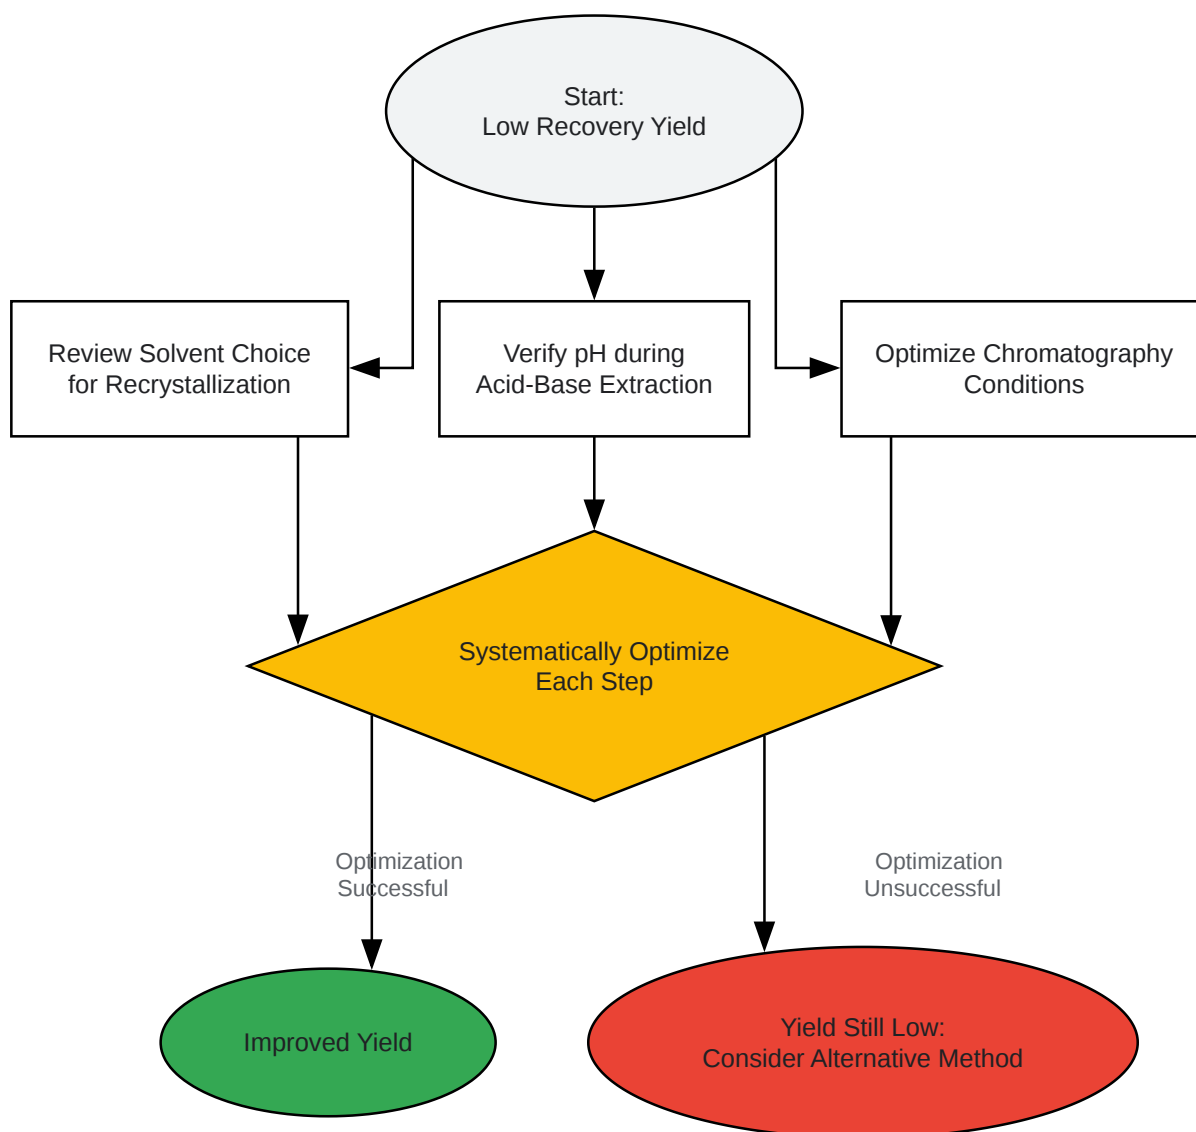 Start:
Low Recovery Yield
Review Solvent Choice
for Recrystallization
Verify pH during
Acid-Base Extraction
Optimize Chromatography
Conditions
Systematically Optimize
Each Step
Optimization
Successful
Optimization
Unsuccessful
Improved Yield
Yield Still Low:
Consider Alternative Method